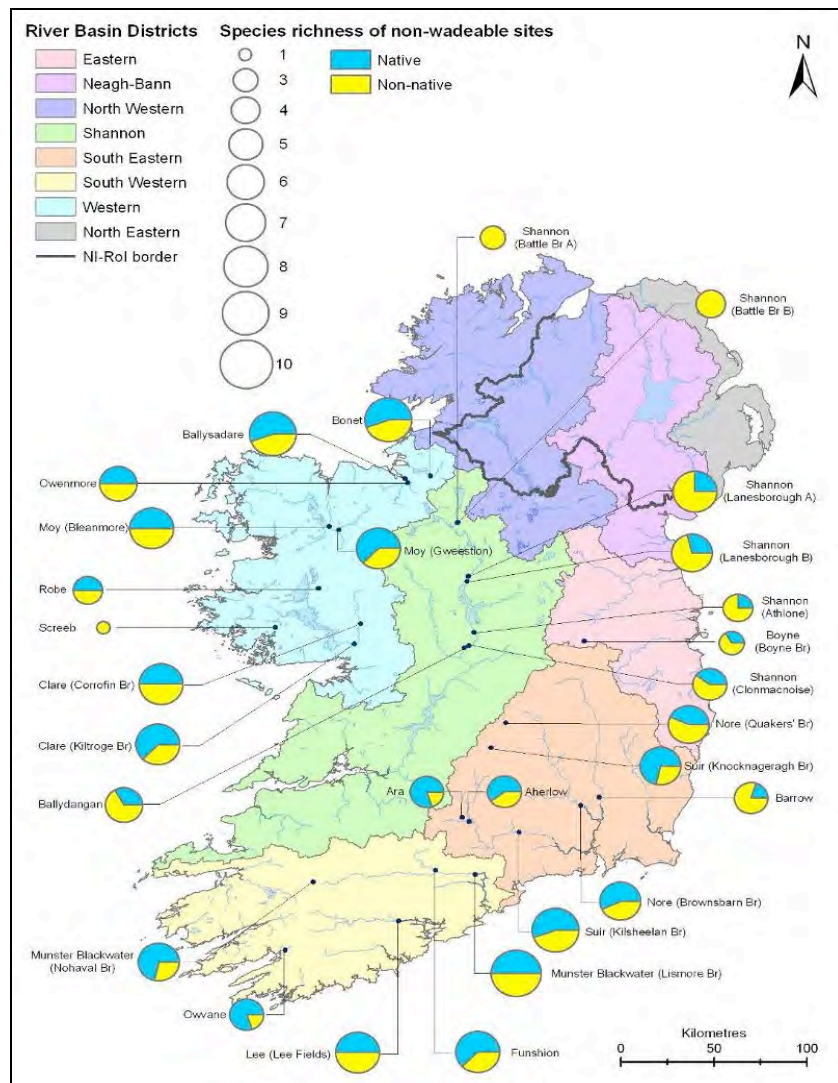 River Basin Districts
Eastern
Neagh-Bann
North Western
Shannon
South Eastern
South Western
Western
North Eastern
NI-RoI border
Species richness of non-wadeable sites
1
3
4
5
6
7
8
9
10
Native
Non-native
N
Shannon
(Battle Br A)
Shannon
(Battle Br B)
Bonet
Ballysadare
Owenmore
Shannon
(Lanesborough A)
Moy (Bleanmore)
Moy (Gweestion)
Shannon
(Lanesborough B)
Robe
Shannon
(Athlone)
Screeb
Boyne
(Boyne Br)
Clare (Corrofin Br)
Shannon
(Clonmacnoise)
Nore (Quakers' Br)
Clare (Kiltroge Br)
Suir (Knocknageragh Br)
Ballydangan
Ara
Aherlow
Barrow
Nore (Brownsbarn Br)
Suir (Kilsheelan Br)
Munster Blackwater
(Nohaval Br)
Munster Blackwater (Lismore Br)
Owvane
Lee (Lee Fields)
Funshion
Kilometres
0
50
100